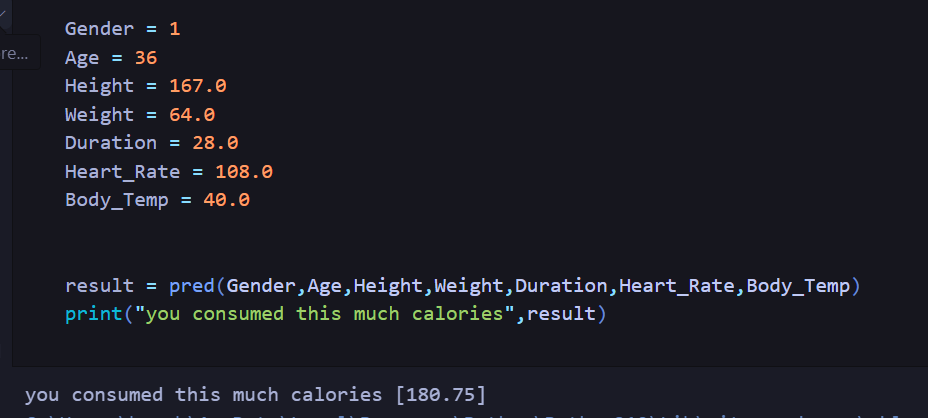 Gender = 1
re...
Age = 36
Height = 167.0
Weight = 64.0
Duration = 28.0
Heart_Rate = 108.0
Body_Temp = 40.0
result = pred(Gender,Age,Height,Weight,Duration,Heart_Rate,Body_Temp)
print("you consumed this much calories",result)
you consumed this much calories [180.75]